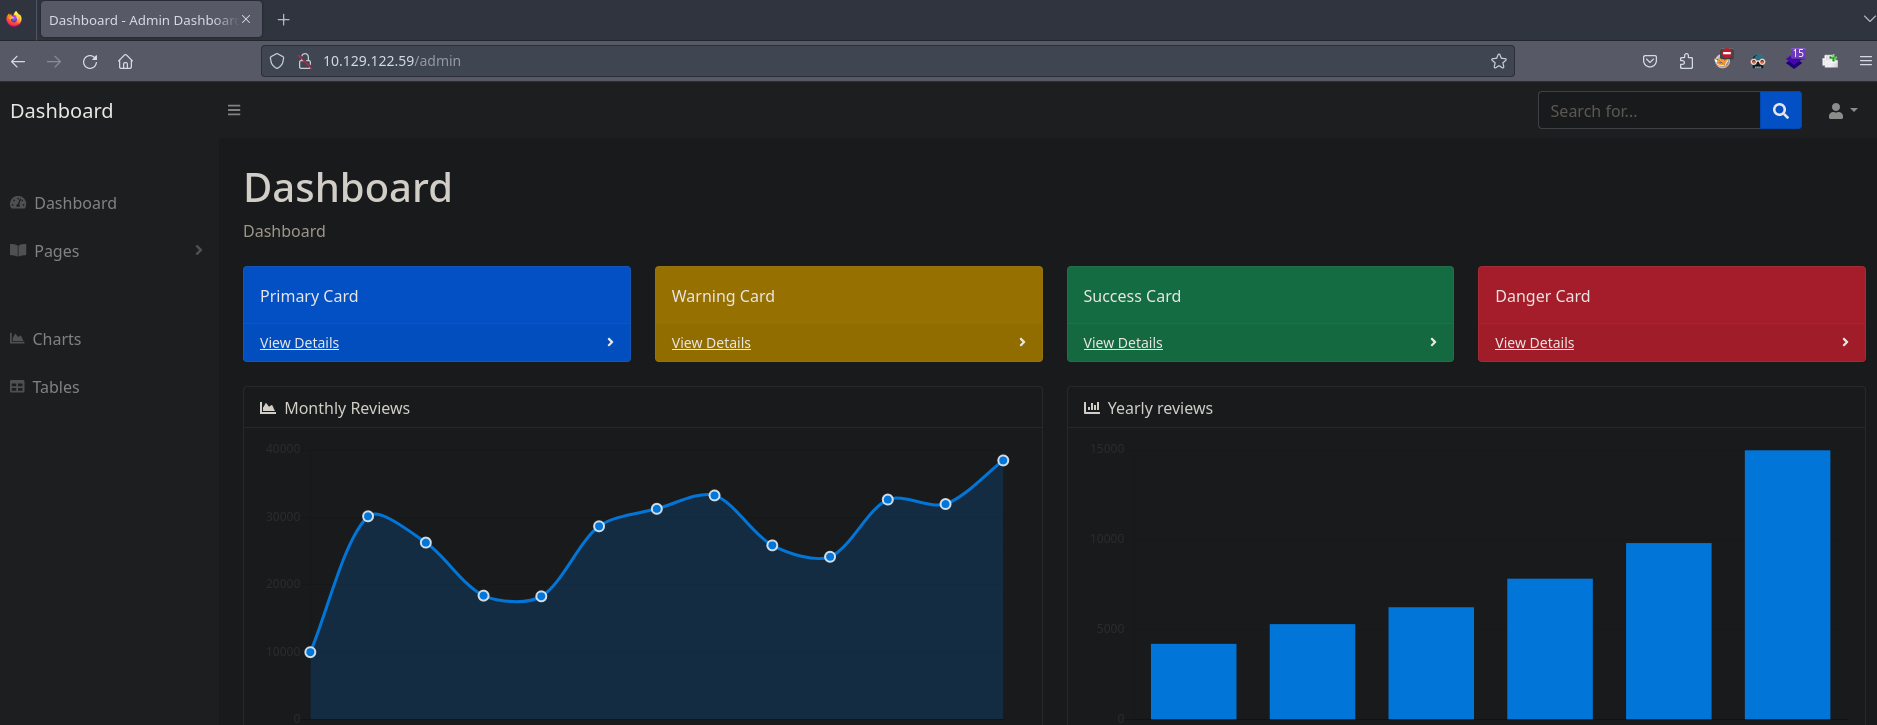 Dashboard - Admin Dashboar
10.129.122.59/admin
15
Dashboard
Search for...
Dashboard
Pages
Charts
Tables
Dashboard
Dashboard
Primary Card
View Details
Warning Card
View Details
Success Card
View Details
Danger Card
View Details
Monthly Reviews
40000
30000
20000
10000
0
Yearly reviews
15000
10000
5000
0